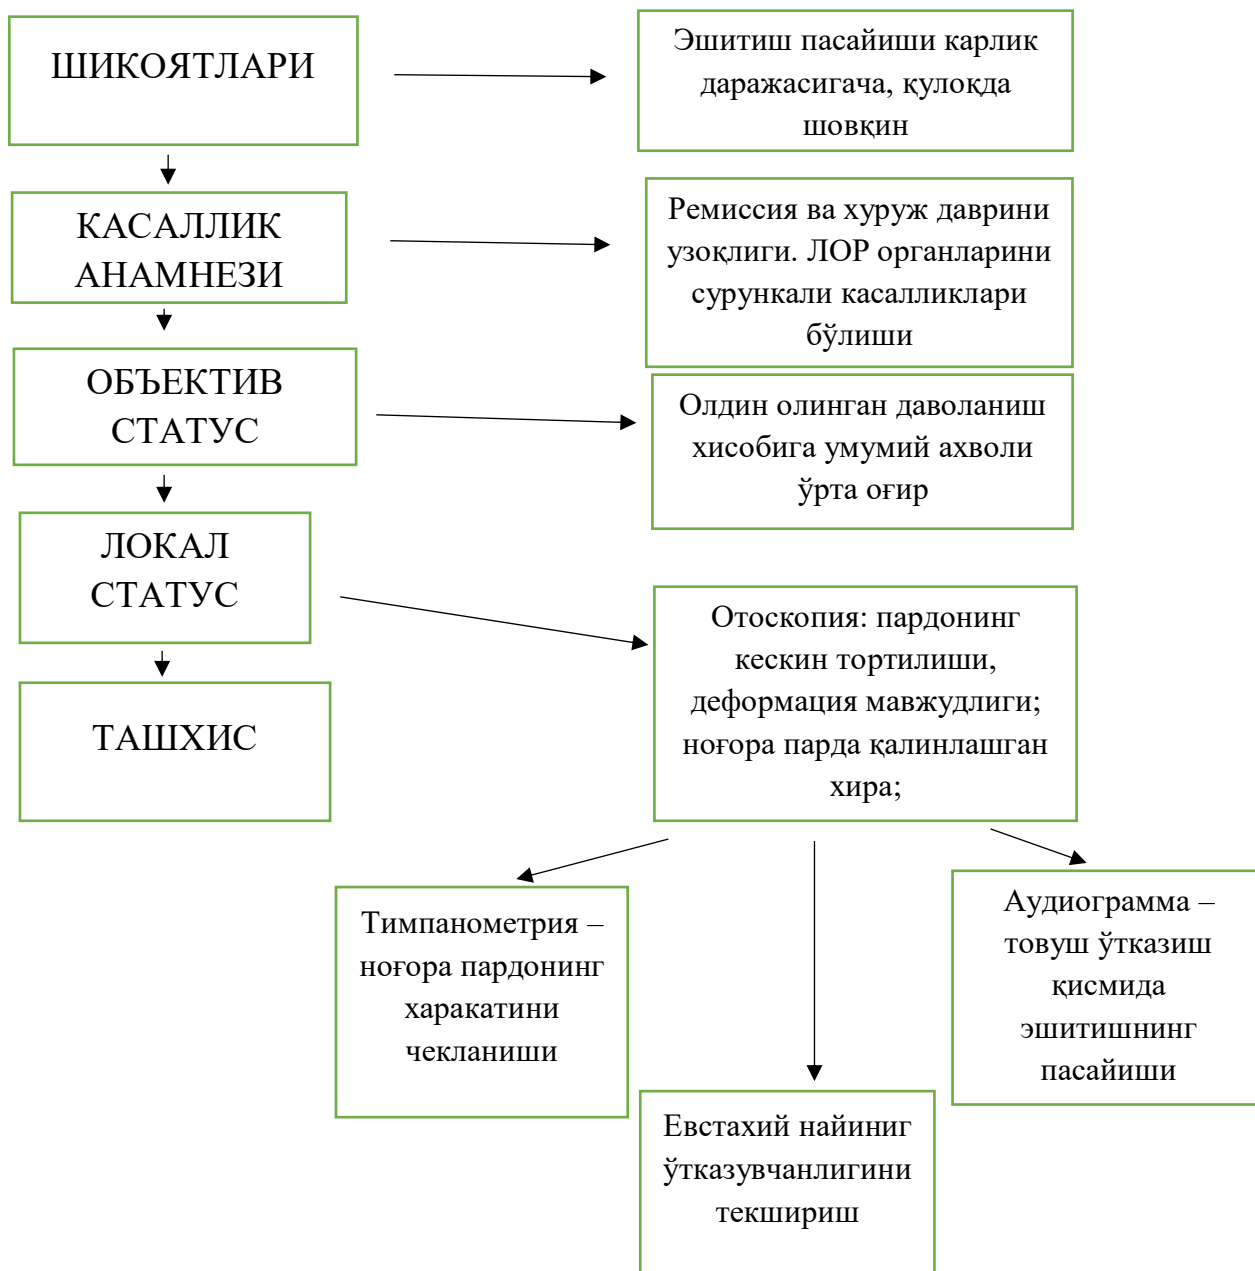 ШИКОЯТЛАРИ
Эшитиш пасайиши карлик
даражасигача, қулоқда
шовқин
КАСАЛЛИК
АНАМНЕЗИ
Ремиссия ва хуруж даврини
узоқлиги. ЛОР органларини
сурункали касалликлари
бўлиши
ОБЪЕКТИВ
СТАТУС
Олдин олинган даволаниш
хисобига умумий ахволи
ўрта оғир
ЛОКАЛ
СТАТУС
Отоскопия: пардонинг
кескин тортилиши,
деформация мавжудлиги;
ноғора парда қалинлашган
хира;
ТАШХИС
Тимпанометрия –
ноғора пардонинг
харакатини
чекланиши
Евстахий найиниг
ўтказувчанлигини
текшириш
Аудиограмма –
товуш ўтказиш
қисмида
эшитишнинг
пасайиши